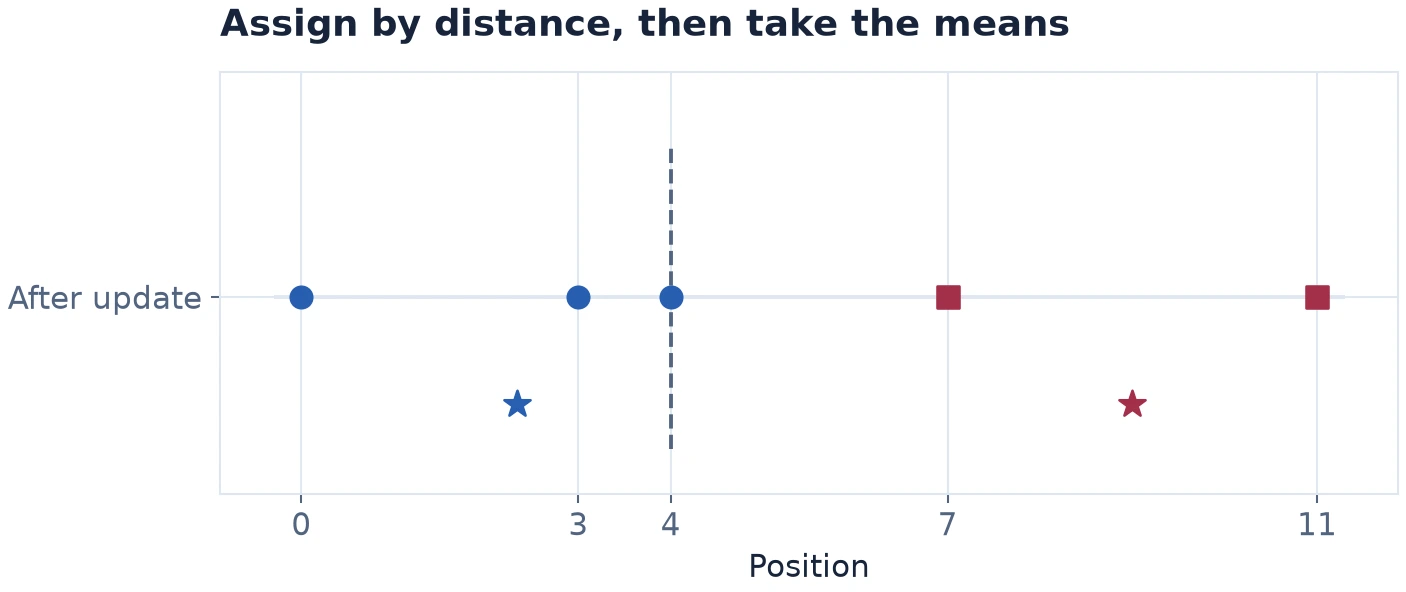 Assign by distance, then take the means
After update
0 3 4 7 11
Position